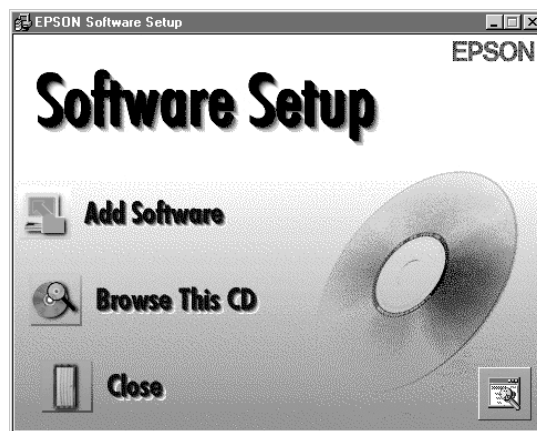 EPSON Software Setup
EPSON
Software Setup
Add Software
Browse This CD
Close